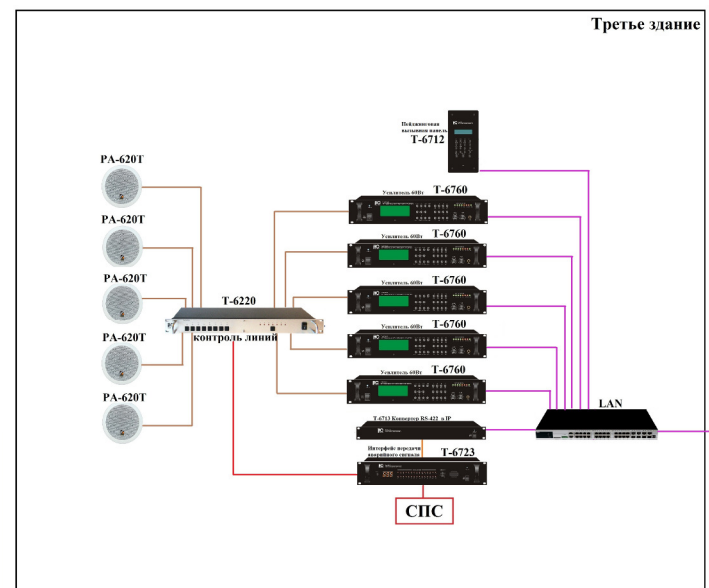 Третье здание
Пейджинговая
вызывная панель
T-6712
PA-620T
Усилитель 60Вт T-6760
PA-620T
Усилитель 60Вт T-6760
PA-620T
Усилитель 60Вт T-6760
T-6220
контроль линий
Усилитель 60Вт T-6760
PA-620T
Усилитель 60Вт T-6760
PA-620T
LAN
T-6713 Конвертер RS-422 в IP
Интерфейс передачи
аварийного сигнала
T-6723
СПС